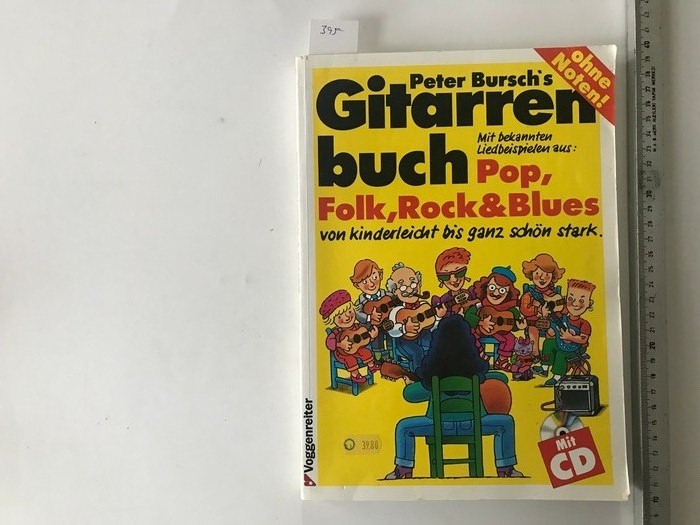 ohne
Noten!
Peter Bursch's
Gitarren
buch
Mit bekannten
Liedbeispielen aus:
Pop,
Folk,Rock&Blues
von kinderleicht bis ganz schön stark.
Voggenreiter
39.80
Mit
CD